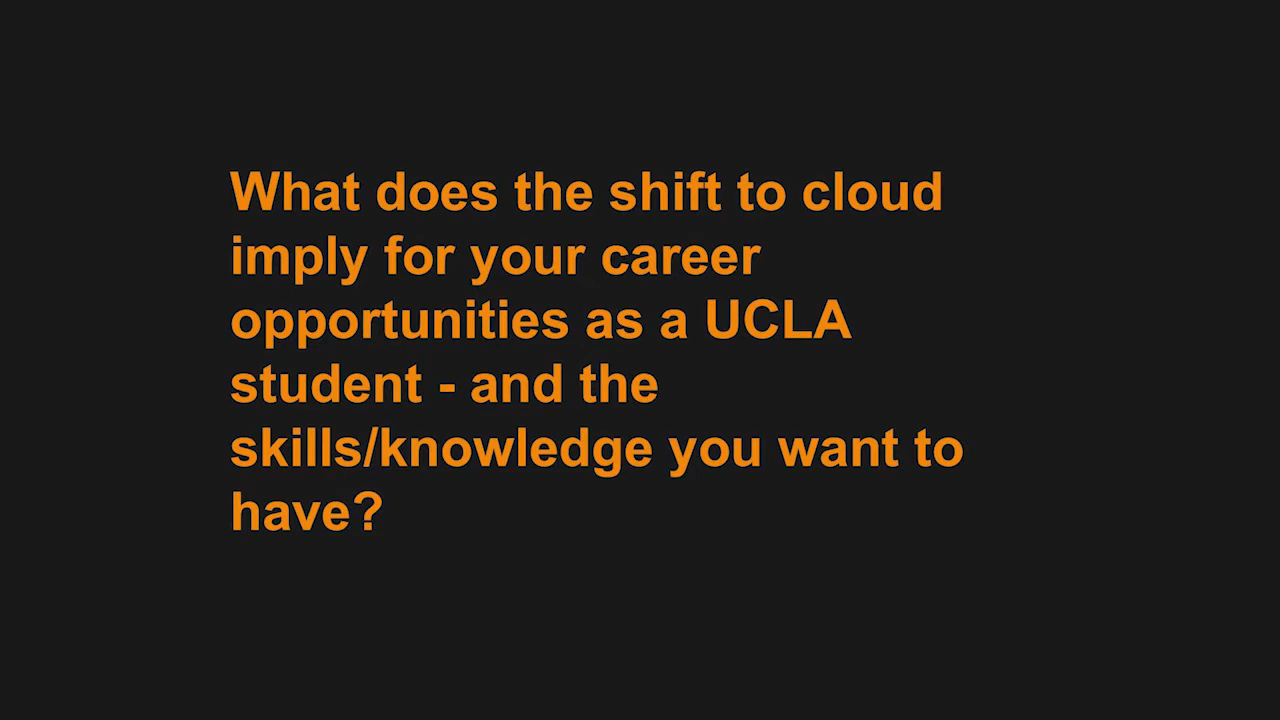 What does the shift to cloud
imply for your career
opportunities as a UCLA
student - and the
skills/knowledge you want to
have?